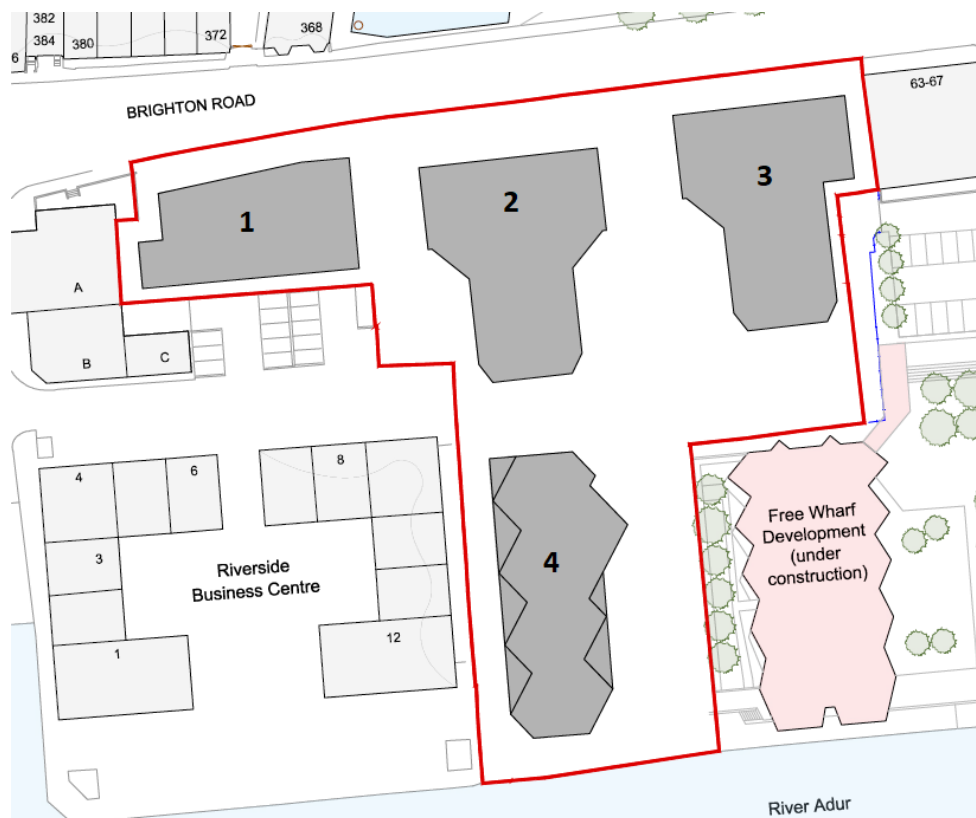 382
384
380
372
368
6
BRIGHTON ROAD
63-67
1
2
3
A
B
C
4
6
8
3
Riverside
Business Centre
1
12
4
Free Wharf
Development
(under
construction)
River Adur